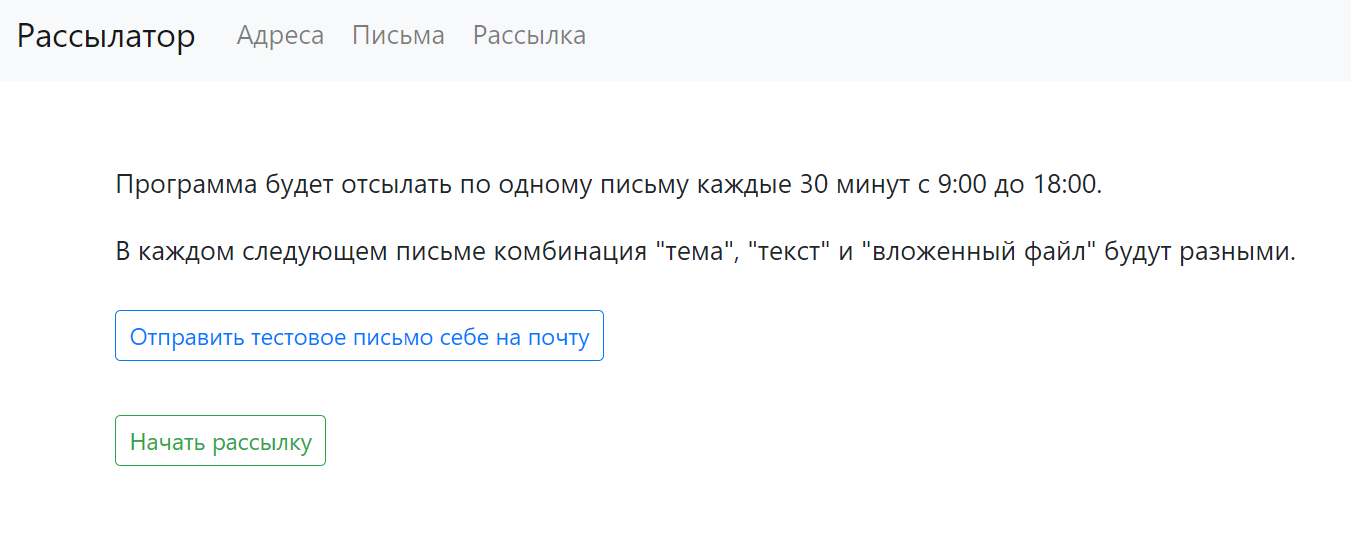 Рассылатор Адреса Письма Рассылка
Программа будет отсылать по одному письму каждые 30 минут с 9:00 до 18:00.
В каждом следующем письме комбинация "тема", "текст" и "вложенный файл" будут разными.
Отправить тестовое письмо себе на почту
Начать рассылку